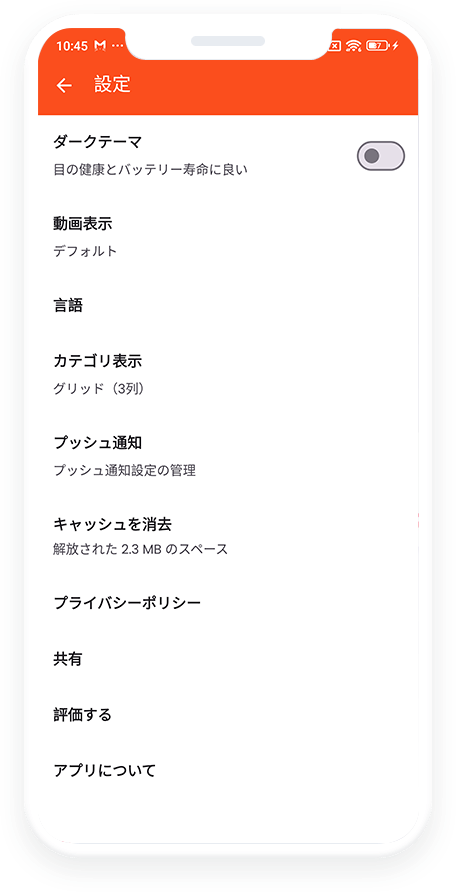 10:45
設定
ダークテーマ
目の健康とバッテリー寿命に良い
動画表示
デフォルト
言語
カテゴリ表示
グリッド（3列）
プッシュ通知
プッシュ通知設定の管理
キャッシュを消去
解放された 2.3 MB のスペース
プライバシーポリシー
共有
評価する
アプリについて